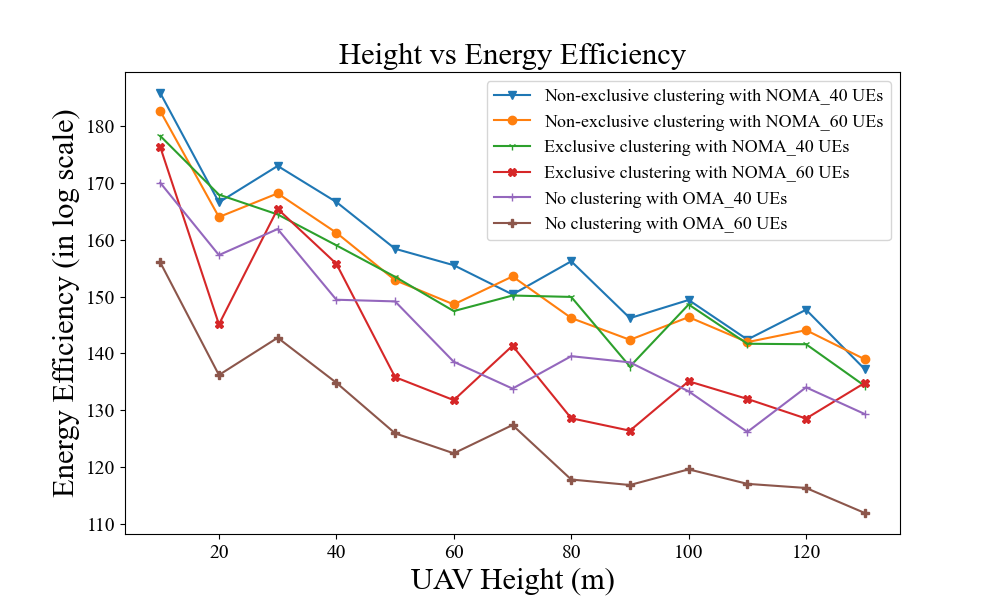 Height vs Energy Efficiency
Energy Efficiency (in log scale)
180
170
160
150
140
130
120
110
Non-exclusive clustering with NOMA_40 UEs
Non-exclusive clustering with NOMA_60 UEs
Exclusive clustering with NOMA_40 UEs
Exclusive clustering with NOMA_60 UEs
No clustering with OMA_40 UEs
No clustering with OMA_60 UEs
20 40 60 80 100 120
UAV Height (m)